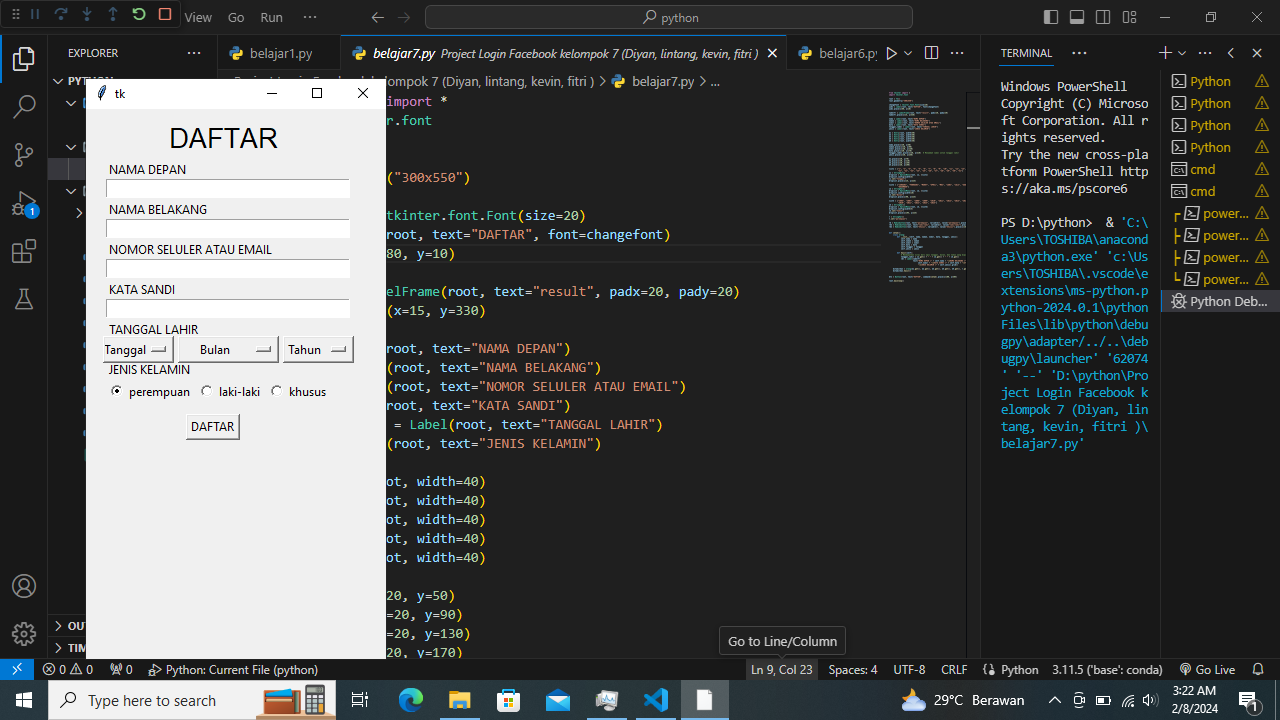 View Go Run ···
python
EXPLORER ···
belajar1.py
belajar7.py Project Login Facebook kelompok 7 (Diyan, lintang, kevin, fitri )
belajar6.py
···
TERMINAL ···
···
ompok 7 (Diyan, lintang, kevin, fitri ) > belajar7.py > ...
tk
DAFTAR
NAMA DEPAN
NAMA BELAKANG
NOMOR SELULER ATAU EMAIL
KATA SANDI
TANGGAL LAHIR
Tanggal Bulan Tahun
JENIS KELAMIN
perempuan laki-laki khusus
DAFTAR
import *
r.font
("300x550")
tkinter.font.Font(size=20)
root, text="DAFTAR", font=changefont)
80, y=10)
elFrame(root, text="result", padx=20, pady=20)
(x=15, y=330)
root, text="NAMA DEPAN")
(root, text="NAMA BELAKANG")
(root, text="NOMOR SELULER ATAU EMAIL")
root, text="KATA SANDI")
= Label(root, text="TANGGAL LAHIR")
(root, text="JENIS KELAMIN")
ot, width=40)
ot, width=40)
ot, width=40)
ot, width=40)
ot, width=40)
20, y=50)
=20, y=90)
=20, y=130)
20, y=170)
Windows PowerShell
Copyright (C) Microso
ft Corporation. All r
ights reserved.
Try the new cross-pla
tform PowerShell http
s://aka.ms/pscore6
PS D:\python>  & 'C:\
Users\TOSHIBA\anacond
a3\python.exe' 'c:\Us
ers\TOSHIBA\.vscode\e
xtensions\ms-python.p
ython-2024.0.1\python
Files\lib\python\debu
gpy\adapter/../..\deb
ugpy\launcher' '62074
' '--' 'D:\python\Pro
ject Login Facebook k
elompok 7 (Diyan, lin
tang, kevin, fitri )\
belajar7.py'
Python
Python
Python
Python
cmd
cmd
power...
power...
power...
power...
Python Deb...
1
OUT
TIM
Go to Line/Column
0 0 0 Python: Current File (python) Ln 9, Col 23 Spaces: 4 UTF-8 CRLF Python 3.11.5 ('base': conda) Go Live
Type here to search
29°C Berawan
3:22 AM
2/8/2024
1